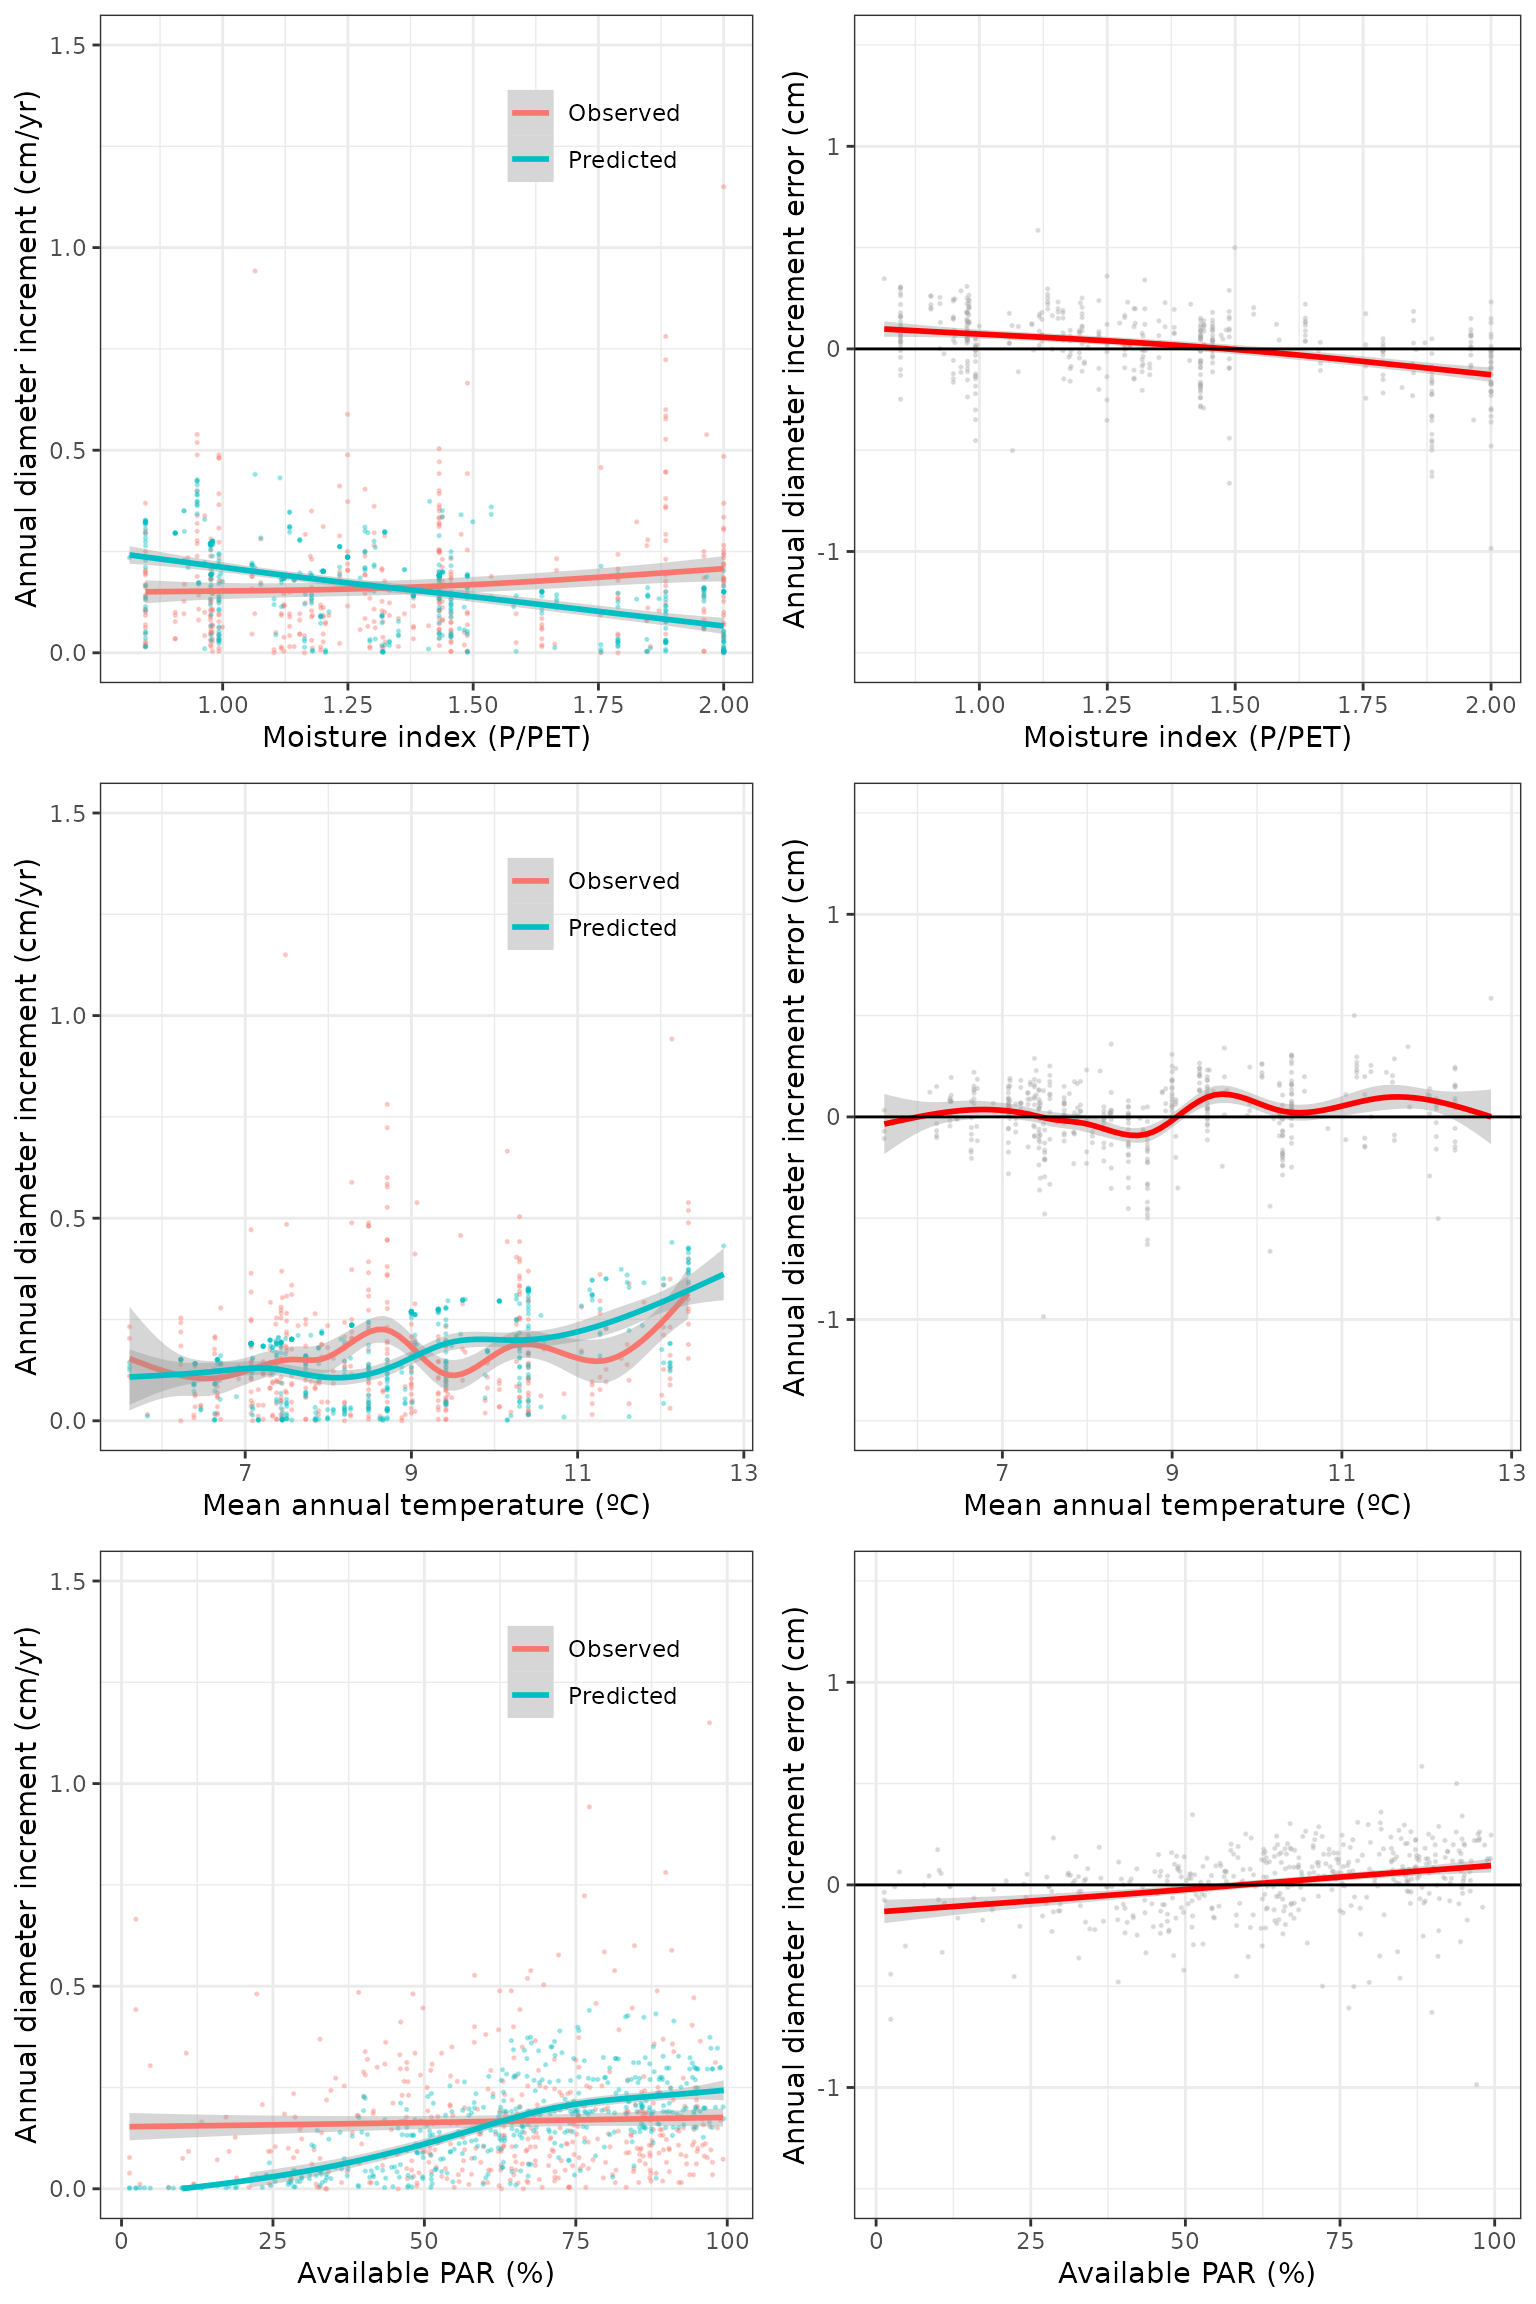 Annual diameter increment (cm/yr)
1.5
1.0
0.5
0.0
Observed
Predicted
1.00 1.25 1.50 1.75 2.00
Moisture index (P/PET)
Annual diameter increment error (cm)
1
0
-1
1.00 1.25 1.50 1.75 2.00
Moisture index (P/PET)
Annual diameter increment (cm/yr)
1.5
1.0
0.5
0.0
Observed
Predicted
7 9 11 13
Mean annual temperature (ºC)
Annual diameter increment error (cm)
1
0
-1
7 9 11 13
Mean annual temperature (ºC)
Annual diameter increment (cm/yr)
1.5
1.0
0.5
0.0
Observed
Predicted
0 25 50 75 100
Available PAR (%)
Annual diameter increment error (cm)
1
0
-1
0 25 50 75 100
Available PAR (%)